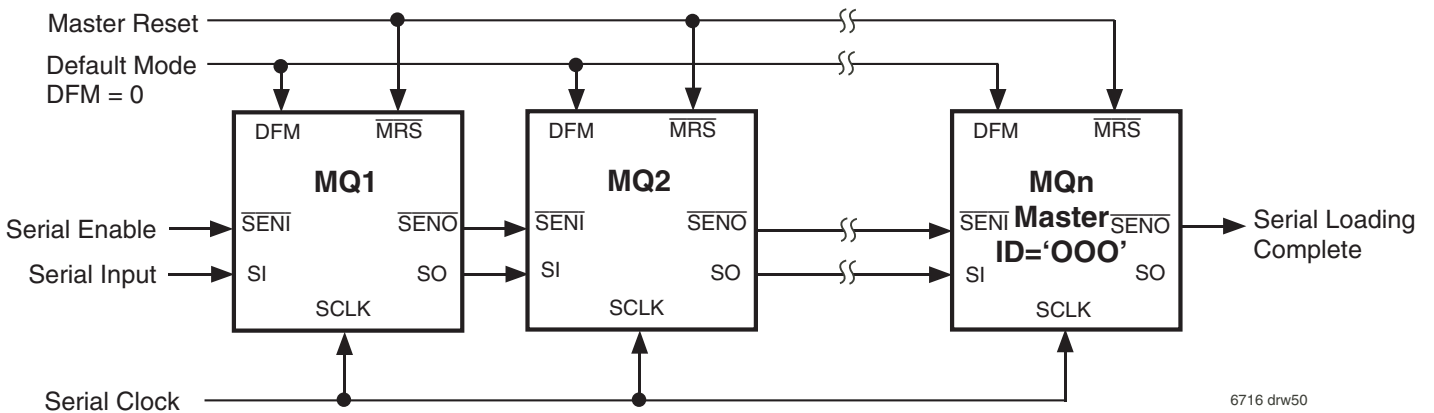 Master Reset
Default Mode
DFM = 0
DFM MRS
MQ1
SENI SENO
SI SO
SCLK
DFM MRS
MQ2
SENI SENO
SI SO
SCLK
DFM MRS
MQn
Master
ID='OOO'
SENI SENO
SI SO
SCLK
Serial Enable
Serial Input
Serial Loading
Complete
Serial Clock
6716 drw50